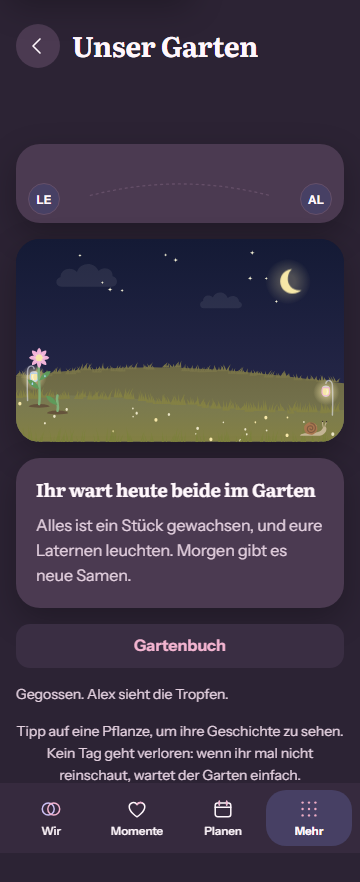 Unser Garten
LE
AL
Ihr wart heute beide im Garten
Alles ist ein Stück gewachsen, und eure
Laternen leuchten. Morgen gibt es
neue Samen.
Gartenbuch
Gegossen. Alex sieht die Tropfen.
Tipp auf eine Pflanze, um ihre Geschichte zu sehen.
Kein Tag geht verloren: wenn ihr mal nicht
reinschaut, wartet der Garten einfach.
Wir
Momente
Planen
Mehr